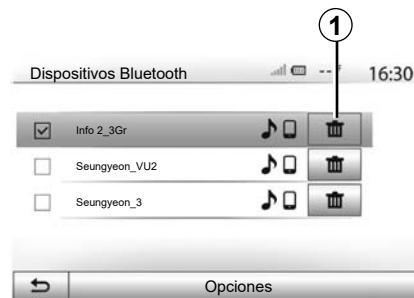 1
Dispositivos Bluetooth -- ° 16:30
Info 2_3Gr
Seungyeon_VU2
Seungyeon_3
Opciones